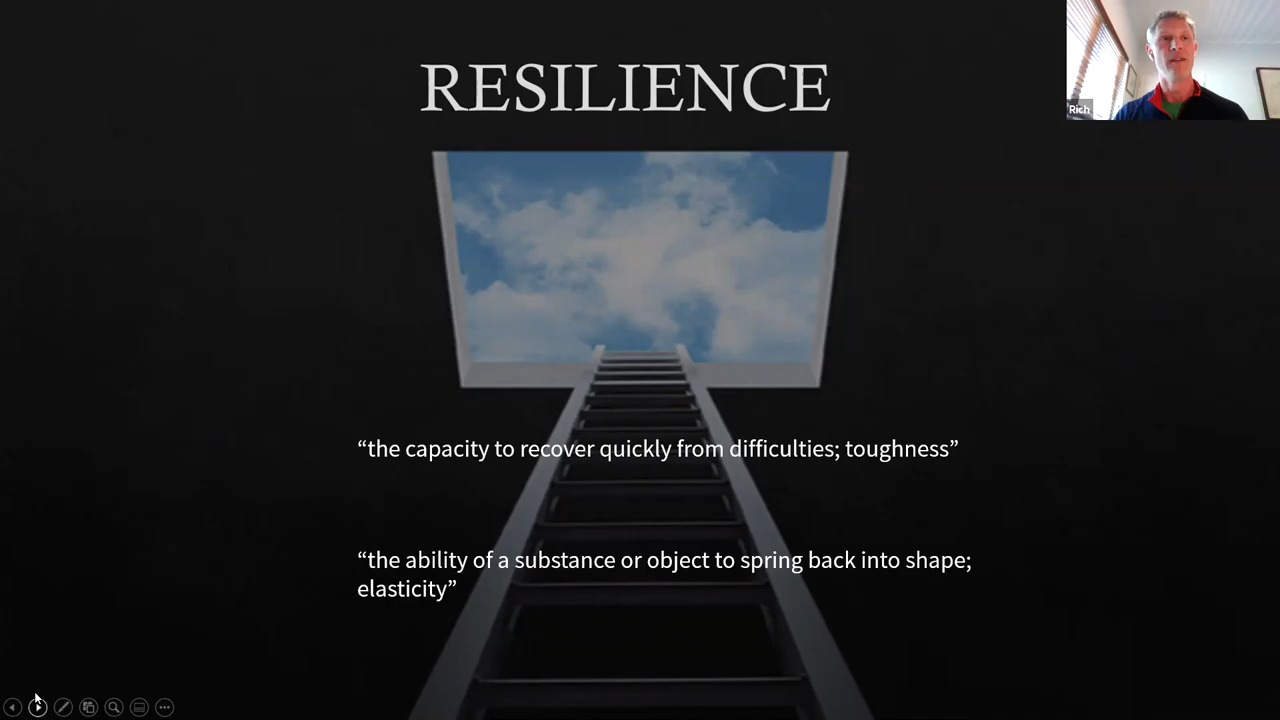 RESILIENCE
Rich
“the capacity to recover quickly from difficulties; toughness”
“the ability of a substance or object to spring back into shape;
elasticity”